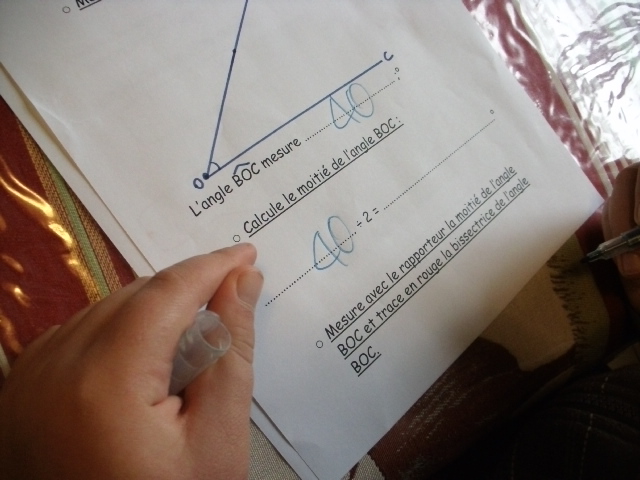 C
O
L'angle BOC mesure ........40........°.
Calcule le moitié de l'angle BOC :
........40........ ÷ 2 = ................................ °
Mesure avec le rapporteur la moitié de l'angle
BOC et trace en rouge la bissectrice de l'angle
BOC.